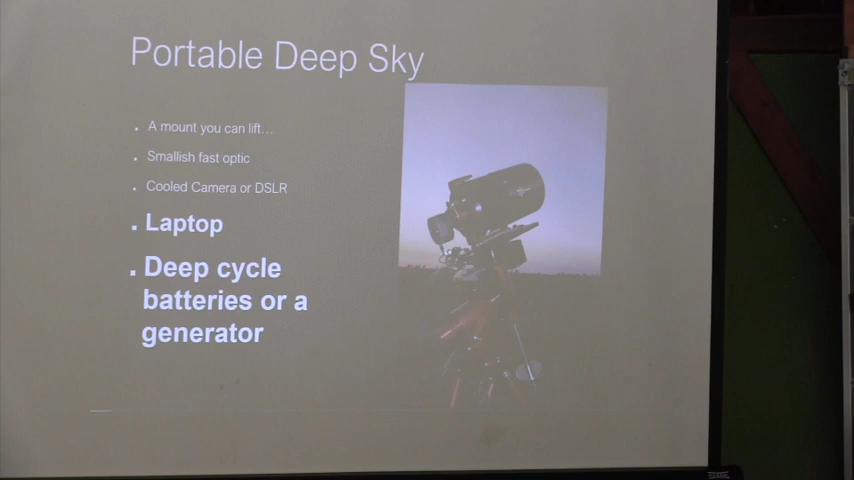 Portable Deep Sky
. A mount you can lift…
. Smallish fast optic
. Cooled Camera or DSLR
. Laptop
. Deep cycle
batteries or a
generator